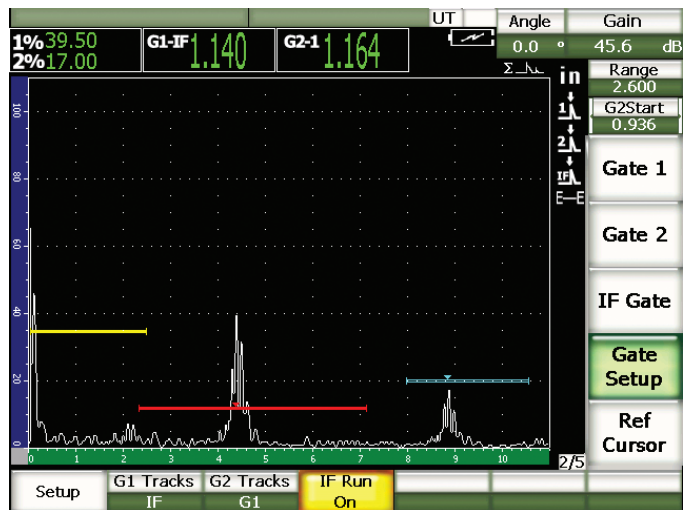 UT Angle Gain
1% 39.50 G1-IF 1.140 G2-1 1.164 0.0 º 45.6 dB
2% 17.00
in Range
2.600
G2Start
0.936
1
2
IF
E—E
Gate 1
Gate 2
IF Gate
Gate
Setup
Ref
Cursor
100
80
60
40
20
0
0 1 2 3 4 5 6 7 8 9 10
2/5
Setup G1 Tracks G2 Tracks IF Run
IF G1 On